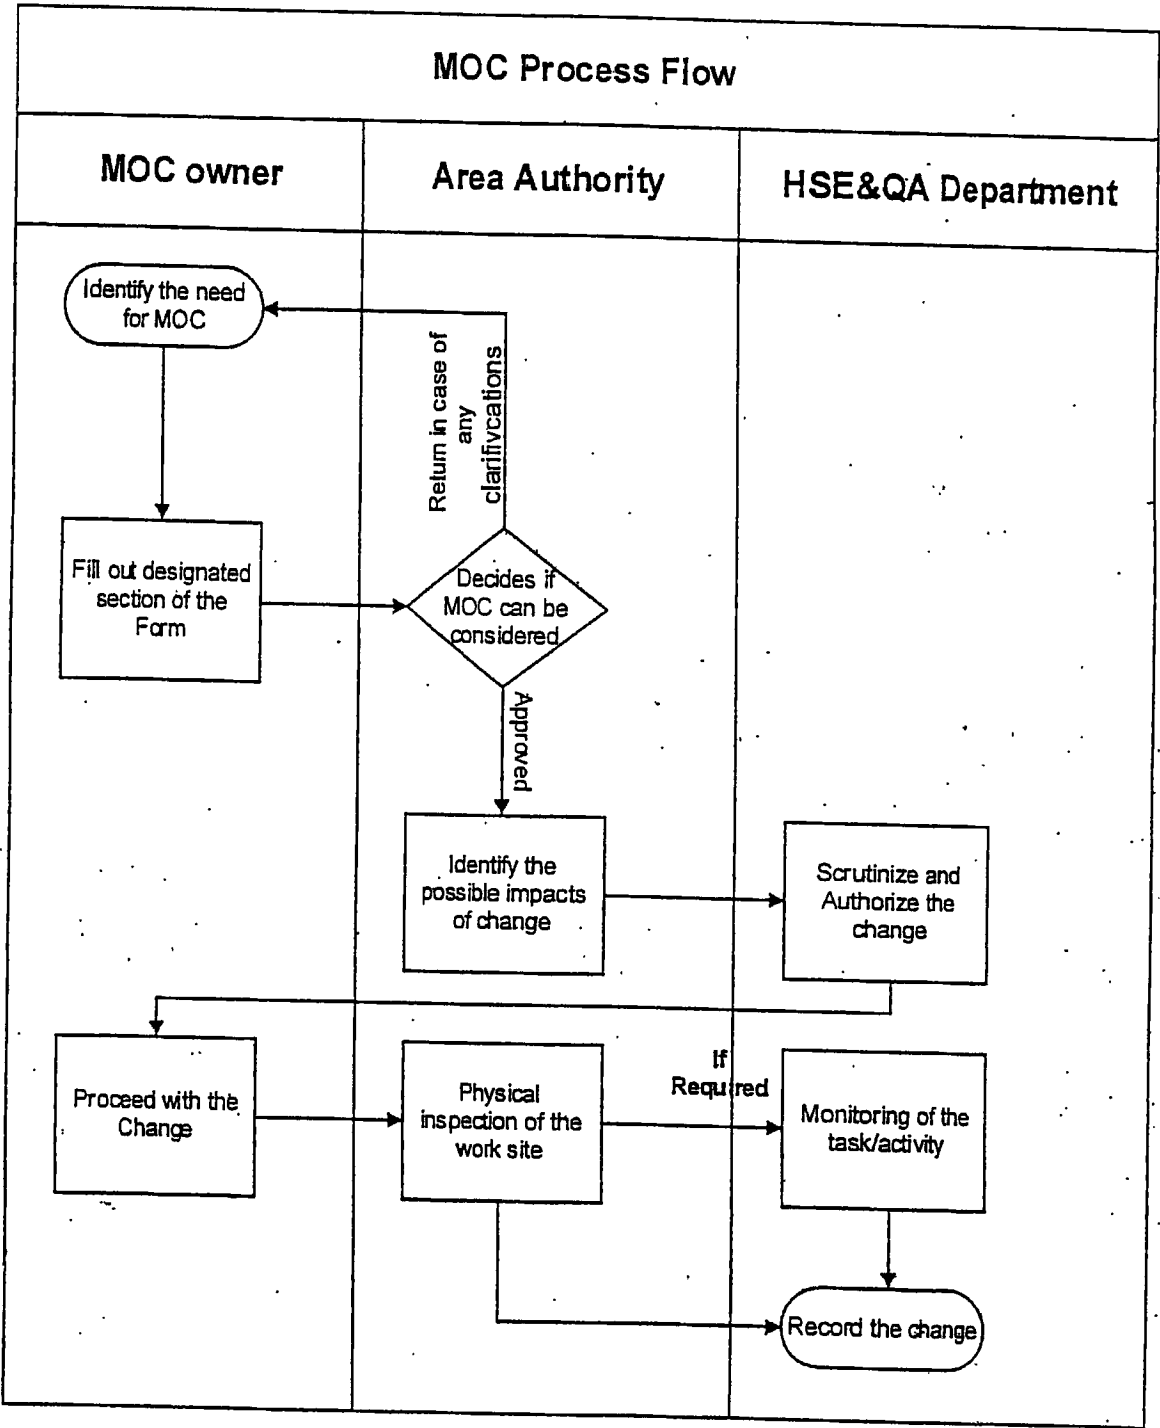 MOC Process Flow
MOC owner
Area Authority
HSE&QA Department
Identify the need
for MOC
Return in case of
any
clarifivcations
Fill out designated
section of the
Form
Decides if
MOC can be
considered
Approved
Identify the
possible impacts
of change
Scrutinize and
Authorize the
change
Proceed with the
Change
Physical
inspection of the
work site
If
Required
Monitoring of the
task/activity
Record the change